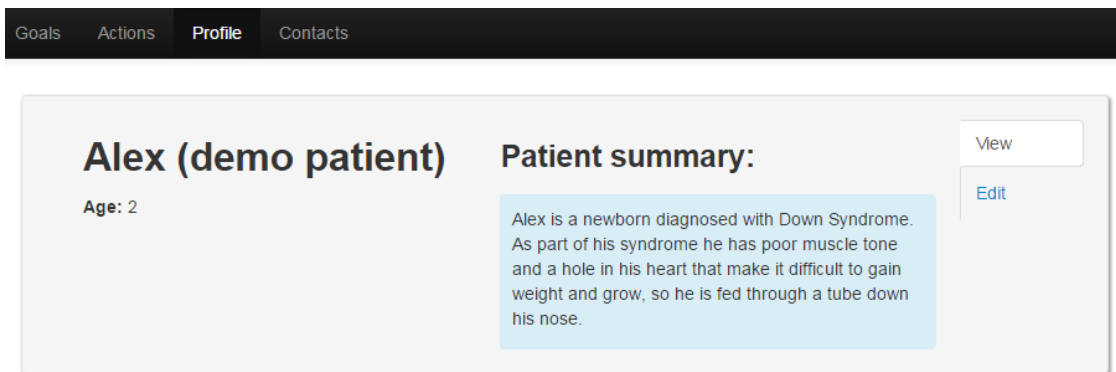 Goals Actions Profile Contacts
Alex (demo patient)
Age: 2
Patient summary:
Alex is a newborn diagnosed with Down Syndrome.
As part of his syndrome he has poor muscle tone
and a hole in his heart that make it difficult to gain
weight and grow, so he is fed through a tube down
his nose.
View
Edit